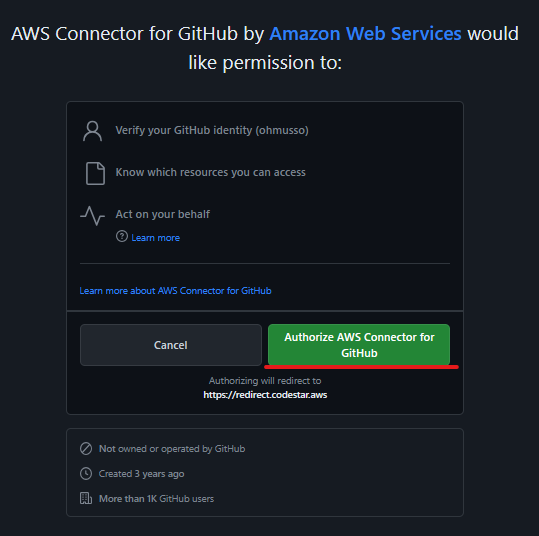 AWS Connector for GitHub by Amazon Web Services would
like permission to:
Verify your GitHub identity (ohmusso)
Know which resources you can access
Act on your behalf
Learn more
Learn more about AWS Connector for GitHub
Cancel
Authorize AWS Connector for
GitHub
Authorizing will redirect to
https://redirect.codestar.aws
Not owned or operated by GitHub
Created 3 years ago
More than 1K GitHub users